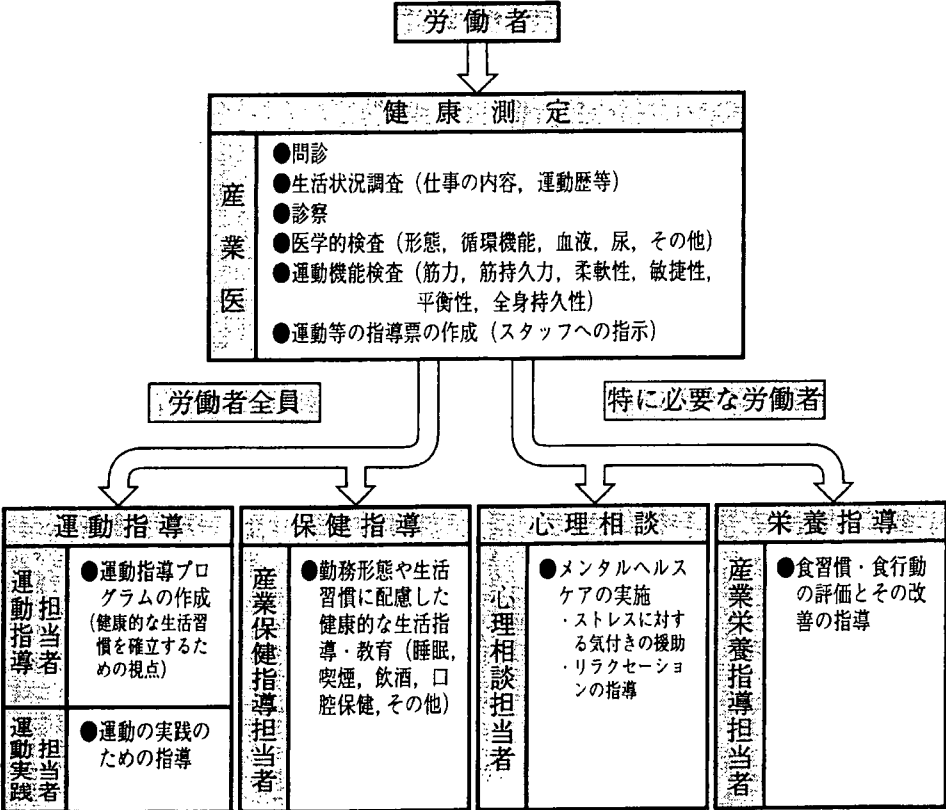 労働者
健康測定
産業医
●問診
●生活状況調査（仕事の内容，運動歴等）
●診察
●医学的検査（形態，循環機能，血液，尿，その他）
●運動機能検査（筋力，筋持久力，柔軟性，敏捷性，
平衡性，全身持久性）
●運動等の指導票の作成（スタッフへの指示）
労働者全員
特に必要な労働者
運動指導
運動指導
担当者
●運動指導プロ
グラムの作成
（健康的な生活習
慣を確立するた
めの視点）
運動実践
担当者
●運動の実践の
ための指導
保健指導
産業保健指導担当者
●勤務形態や生活
習慣に配慮した
健康的な生活指
導・教育（睡眠，
喫煙，飲酒，口
腔保健，その他）
心理相談
心理相談担当者
●メンタルヘルス
ケアの実施
・ストレスに対す
る気付きの援助
・リラクセーショ
ンの指導
栄養指導
産業栄養指導担当者
●食習慣・食行動
の評価とその改
善の指導